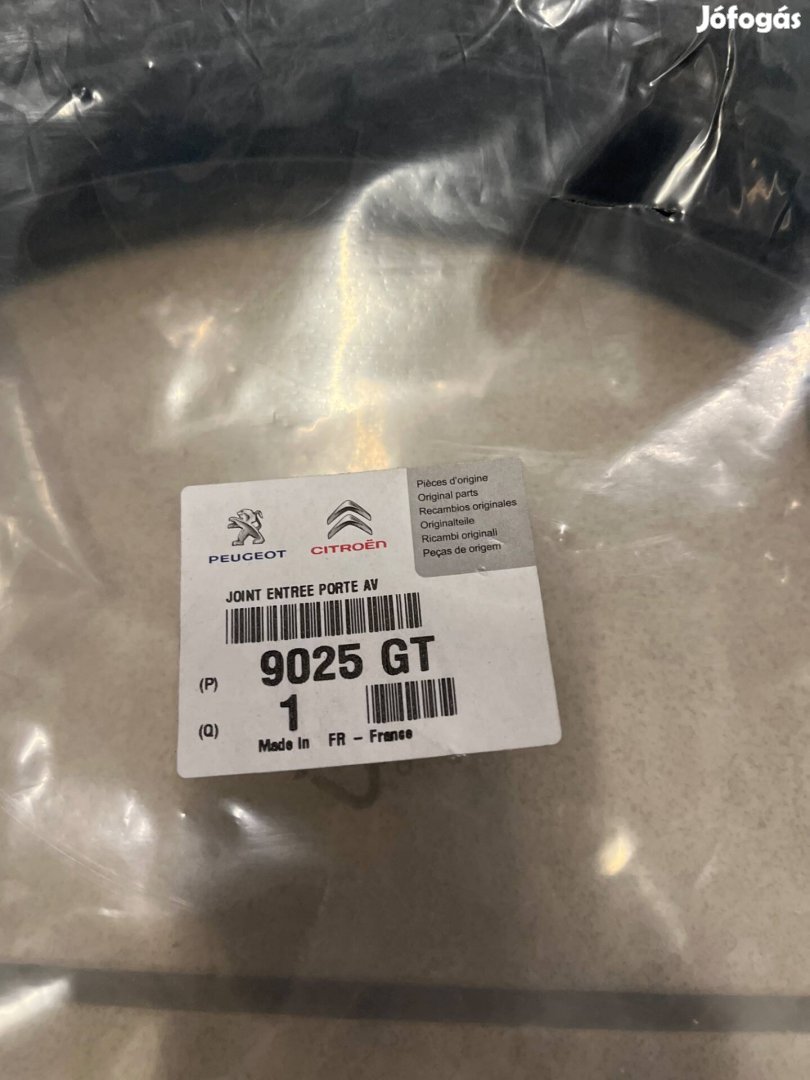 Jófogás
Pièces d'origine
Original parts
Recambios originales
Originalteile
Ricambi originali
Peças de origem
PEUGEOT
CITROËN
JOINT ENTREE PORTE AV
(P) 9025 GT
(Q) 1
Made in FR - France